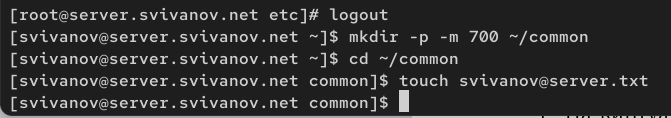 [root@server.svivanov.net etc]# logout
[svivanov@server.svivanov.net ~]$ mkdir -p -m 700 ~/common
[svivanov@server.svivanov.net ~]$ cd ~/common
[svivanov@server.svivanov.net common]$ touch svivanov@server.txt
[svivanov@server.svivanov.net common]$